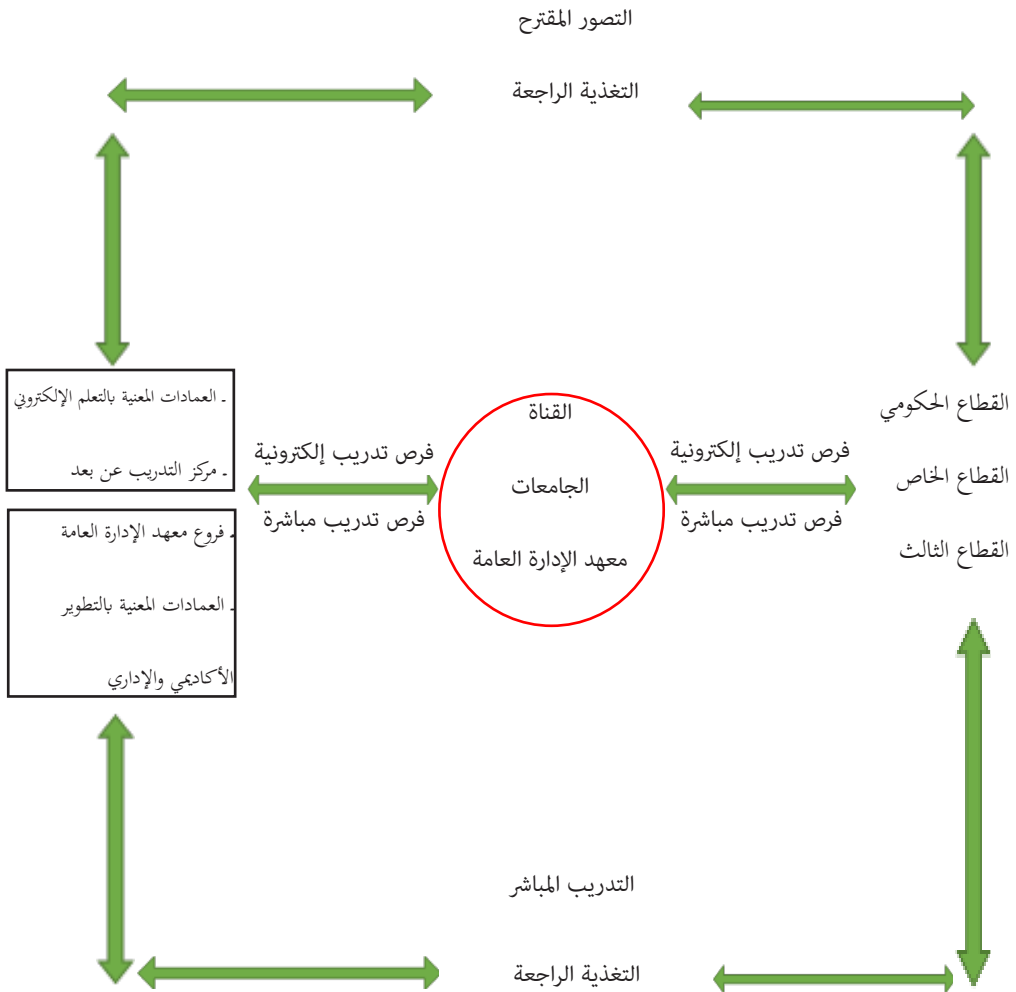 التصور المقترح
التغذية الراجعة
القطاع الحكومي
القطاع الخاص
القطاع الثالث
فرص تدريب إلكترونية
فرص تدريب مباشرة
القناة
الجامعات
معهد الإدارة العامة
فرص تدريب إلكترونية
فرص تدريب مباشرة
ـ العمادات المعنية بالتعلم الإلكتروني
ـ مركز التدريب عن بعد
ـ فروع معهد الإدارة العامة
ـ العمادات المعنية بالتطوير
الأكاديمي والإداري
التدريب المباشر
التغذية الراجعة